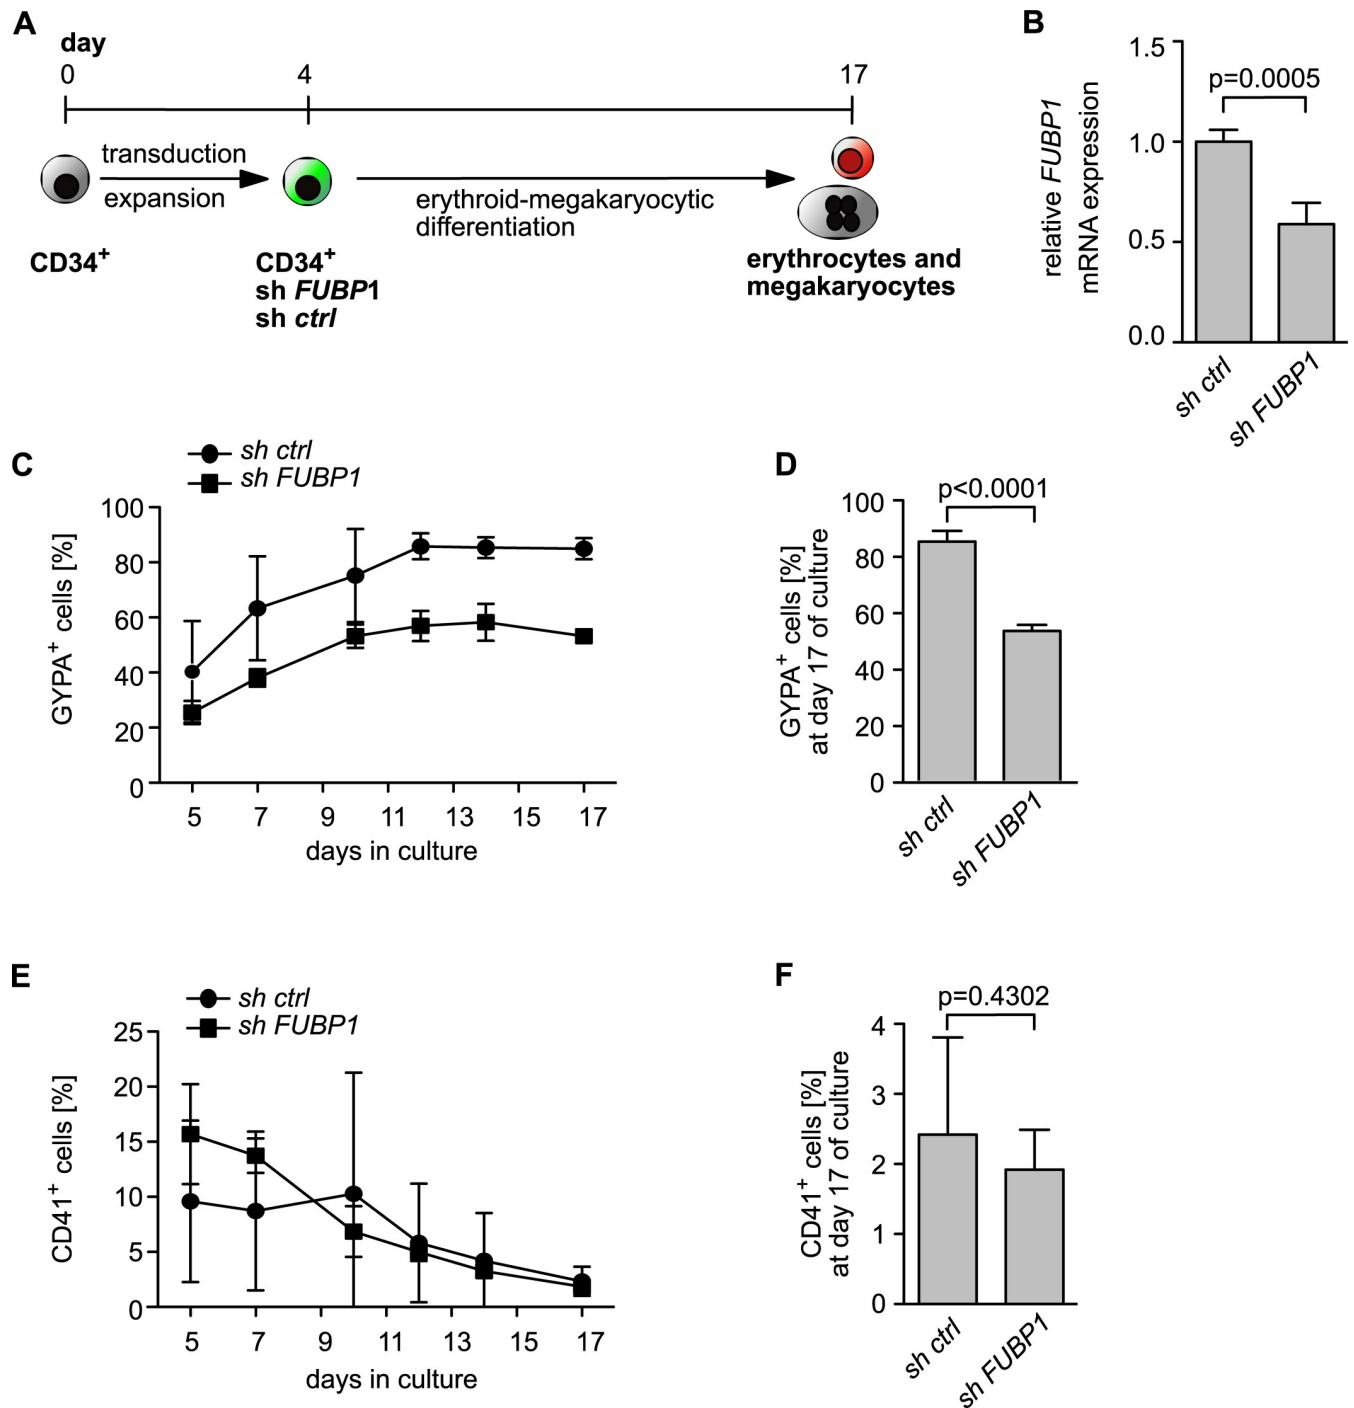 A
day
0 4 17
transduction
expansion
erythroid-megakaryocytic
differentiation
CD34+
CD34+
sh FUBP1
sh ctrl
erythrocytes and
megakaryocytes
B
relative FUBP1
mRNA expression
1.5
1.0
0.5
0.0
p=0.0005
sh ctrl
sh FUBP1
C
sh ctrl
sh FUBP1
GYPA+ cells [%]
100
80
60
40
20
0
5 7 9 11 13 15 17
days in culture
D
p<0.0001
GYPA+ cells [%]
at day 17 of culture
100
80
60
40
20
0
sh ctrl
sh FUBP1
E
sh ctrl
sh FUBP1
CD41+ cells [%]
25
20
15
10
5
0
5 7 9 11 13 15 17
days in culture
F
p=0.4302
CD41+ cells [%]
at day 17 of culture
4
3
2
1
0
sh ctrl
sh FUBP1